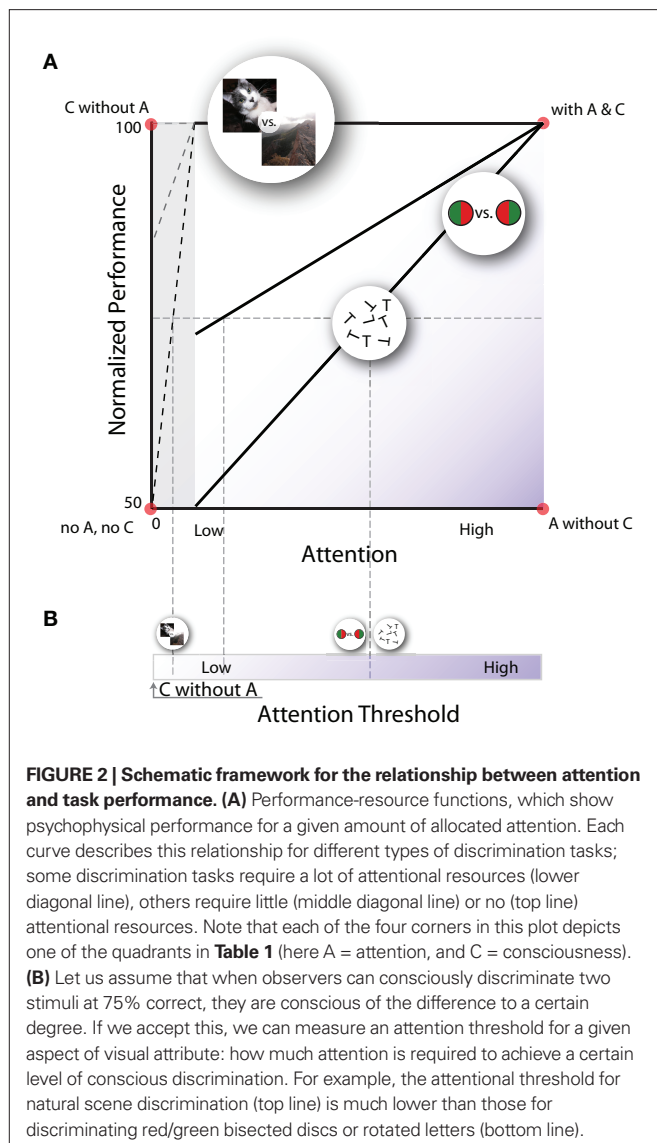 A
C without A
100
vs.
with A & C
vs.
T
T
Normalized Performance
50
0
no A, no C
Low
High
A without C
Attention
B
vs.
Low
High
C without A
Attention Threshold
FIGURE 2 | Schematic framework for the relationship between attention
and task performance. (A) Performance-resource functions, which show
psychophysical performance for a given amount of allocated attention. Each
curve describes this relationship for different types of discrimination tasks;
some discrimination tasks require a lot of attentional resources (lower
diagonal line), others require little (middle diagonal line) or no (top line)
attentional resources. Note that each of the four corners in this plot depicts
one of the quadrants in Table 1 (here A = attention, and C = consciousness).
(B) Let us assume that when observers can consciously discriminate two
stimuli at 75% correct, they are conscious of the difference to a certain
degree. If we accept this, we can measure an attention threshold for a given
aspect of visual attribute: how much attention is required to achieve a certain
level of conscious discrimination. For example, the attentional threshold for
natural scene discrimination (top line) is much lower than those for
discriminating red/green bisected discs or rotated letters (bottom line).